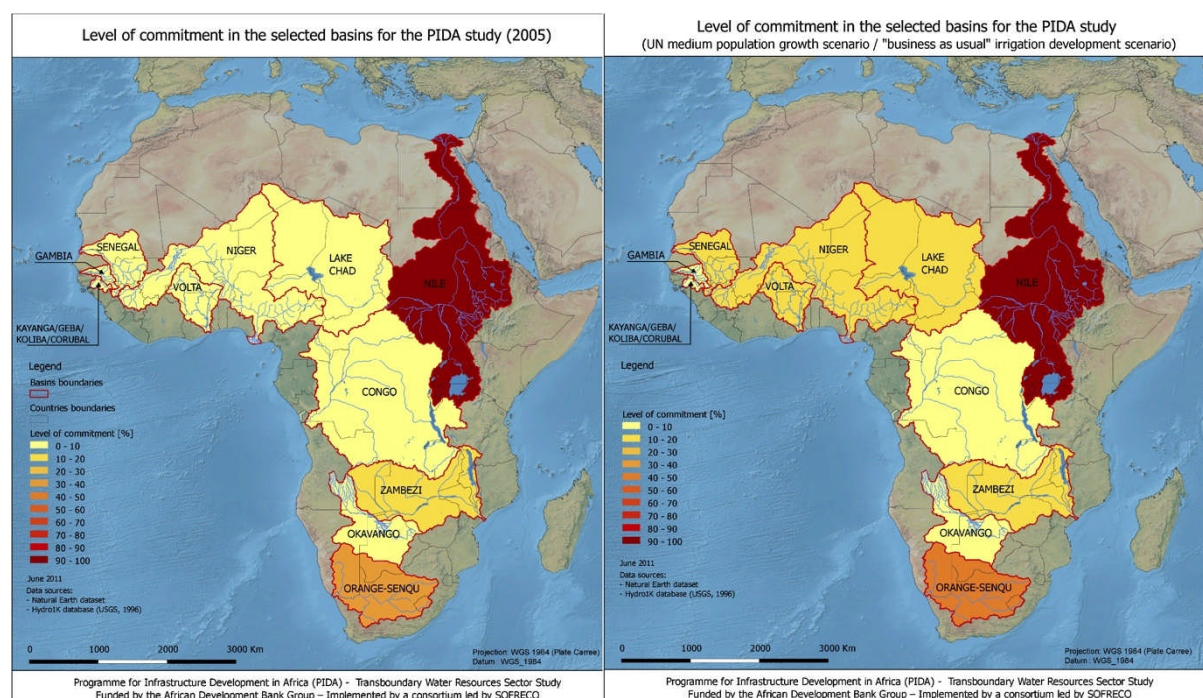 Level of commitment in the selected basins for the PIDA study (2005)
SENEGAL
GAMBIA
NIGER
LAKE
CHAD
VOLTA
NILE
KAYANGA/GEBA/
KOLIBA/CORUBAL
CONGO
ZAMBEZI
OKAVANGO
ORANGE-SENQU
Legend
Basins boundaries
Countries boundaries
Level of commitment [%]
0 - 10
10 - 20
20 - 30
30 - 40
40 - 50
50 - 60
60 - 70
70 - 80
80 - 90
90 - 100
June 2011
Data sources:
- Natural Earth dataset
- Hydro1K database (USGS, 1996)
0 1000 2000 3000 Km
Projection: WGS 1984 (Plate Carree)
Datum : WGS_1984
Programme for Infrastructure Development in Africa (PIDA) - Transboundary Water Resources Sector Study
Funded by the African Development Bank Group – Implemented by a consortium led by SOFRECO
Level of commitment in the selected basins for the PIDA study
(UN medium population growth scenario / "business as usual" irrigation development scenario)
SENEGAL
GAMBIA
NIGER
LAKE
CHAD
VOLTA
NILE
KAYANGA/GEBA/
KOLIBA/CORUBAL
CONGO
ZAMBEZI
OKAVANGO
ORANGE-SENQU
Legend
Level of commitment [%]
0 - 10
10 - 20
20 - 30
30 - 40
40 - 50
50 - 60
60 - 70
70 - 80
80 - 90
90 - 100
June 2011
Data sources:
- Natural Earth dataset
- Hydro1K database (USGS, 1996)
0 1000 2000 3000 Km
Projection: WGS 1984 (Plate Carree)
Datum : WGS_1984
Programme for Infrastructure Development in Africa (PIDA) - Transboundary Water Resources Sector Study
Funded by the African Development Bank Group – Implemented by a consortium led by SOFRECO